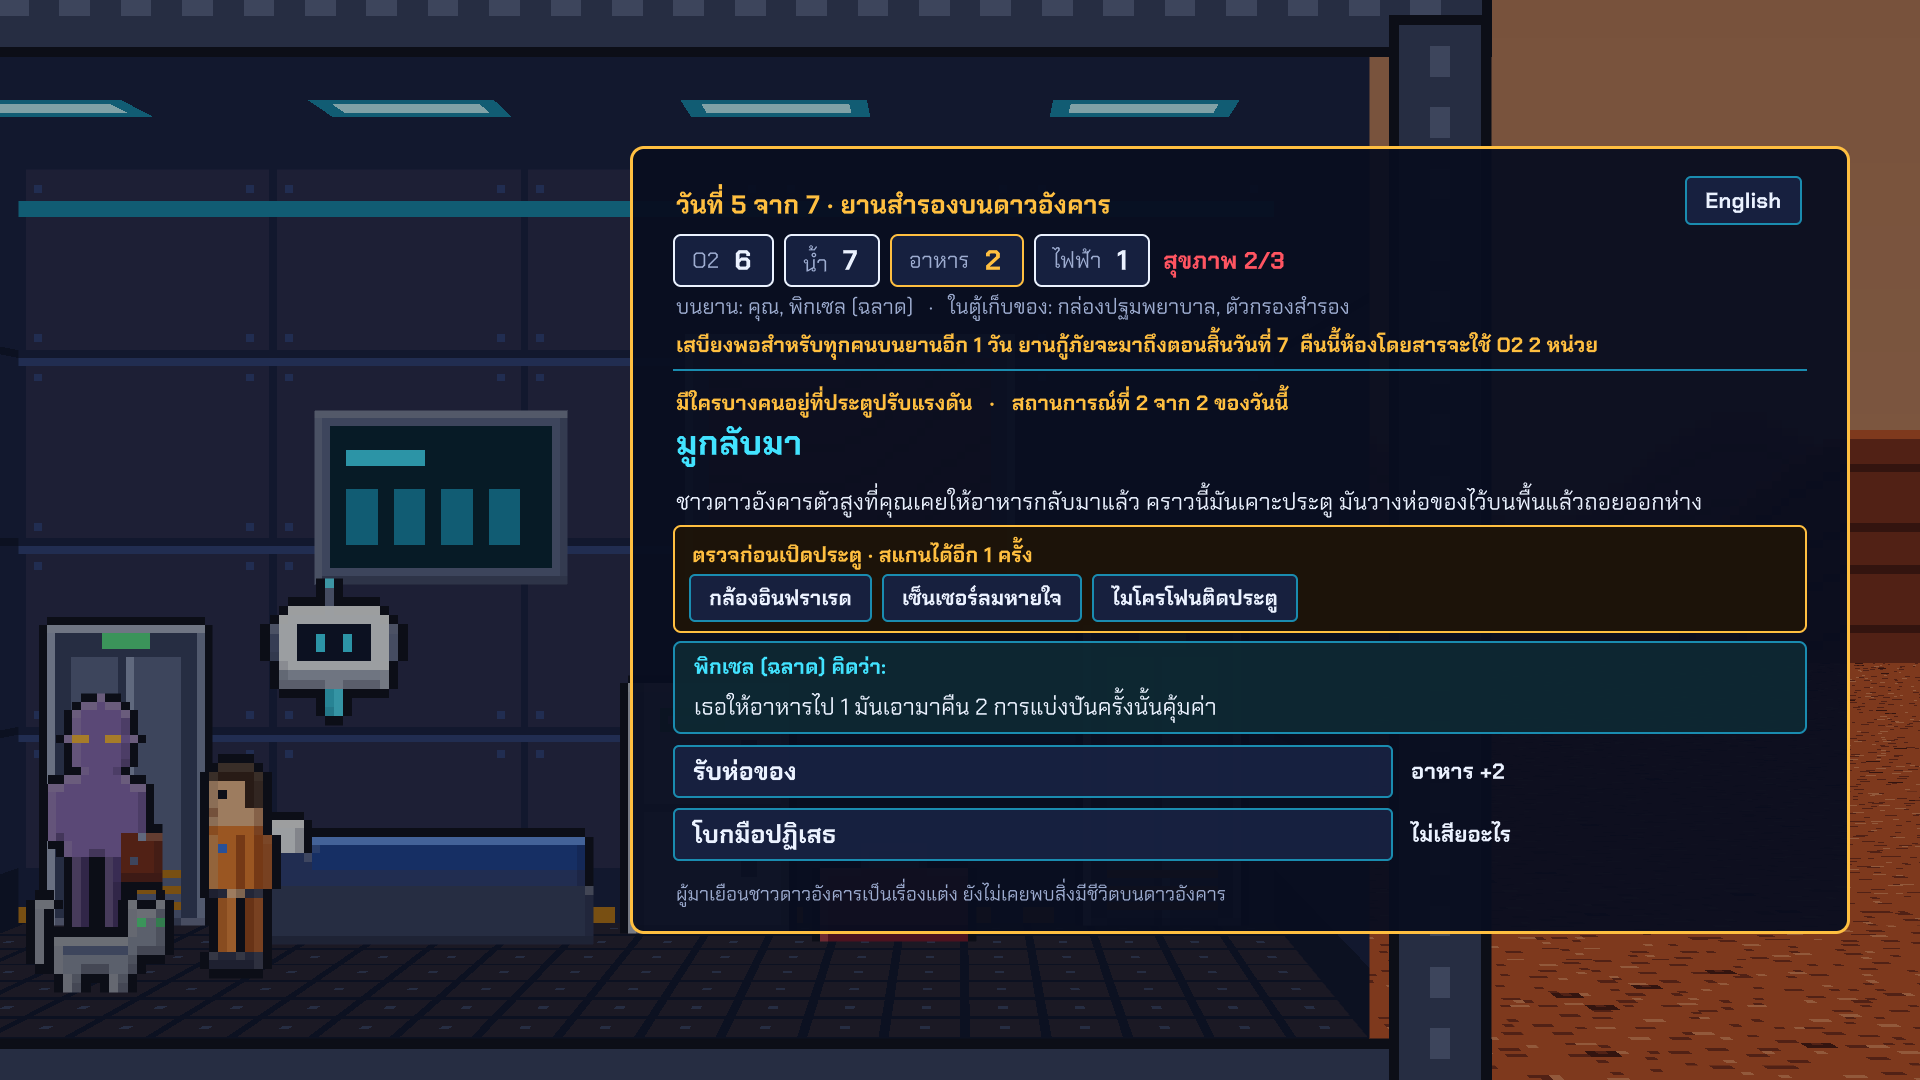 วันที่ 5 จาก 7 · ยานสำรองบนดาวอังคาร
English
O2 6 น้ำ 7 อาหาร 2 ไฟฟ้า 1 สุขภาพ 2/3
บนยาน: คุณ, พิกเซล (ฉลาด) · ในตู้เก็บของ: กล่องปฐมพยาบาล, ตัวกรองสำรอง
เสบียงพอสำหรับทุกคนบนยานอีก 1 วัน ยานกู้ภัยจะมาถึงตอนสิ้นวันที่ 7 คืนนี้ห้องโดยสารจะใช้ O2 2 หน่วย
มีใครบางคนอยู่ที่ประตูปรับแรงดัน · สถานการณ์ที่ 2 จาก 2 ของวันนี้
มูกลับมา
ชาวดาวอังคารตัวสูงที่คุณเคยให้อาหารกลับมาแล้ว คราวนี้มันเคาะประตู มันวางห่อของไว้บนพื้นแล้วถอยออกห่าง
ตรวจก่อนเปิดประตู · สแกนได้อีก 1 ครั้ง
กล้องอินฟราเรด เซ็นเซอร์ลมหายใจ ไมโครโฟนติดประตู
พิกเซล (ฉลาด) คิดว่า:
เธอให้อาหารไป 1 มันเอามาคืน 2 การแบ่งปันครั้งนั้นคุ้มค่า
รับห่อของ อาหาร +2
โบกมือปฏิเสธ ไม่เสียอะไร
ผู้มาเยือนชาวดาวอังคารเป็นเรื่องแต่ง ยังไม่เคยพบสิ่งมีชีวิตบนดาวอังคาร